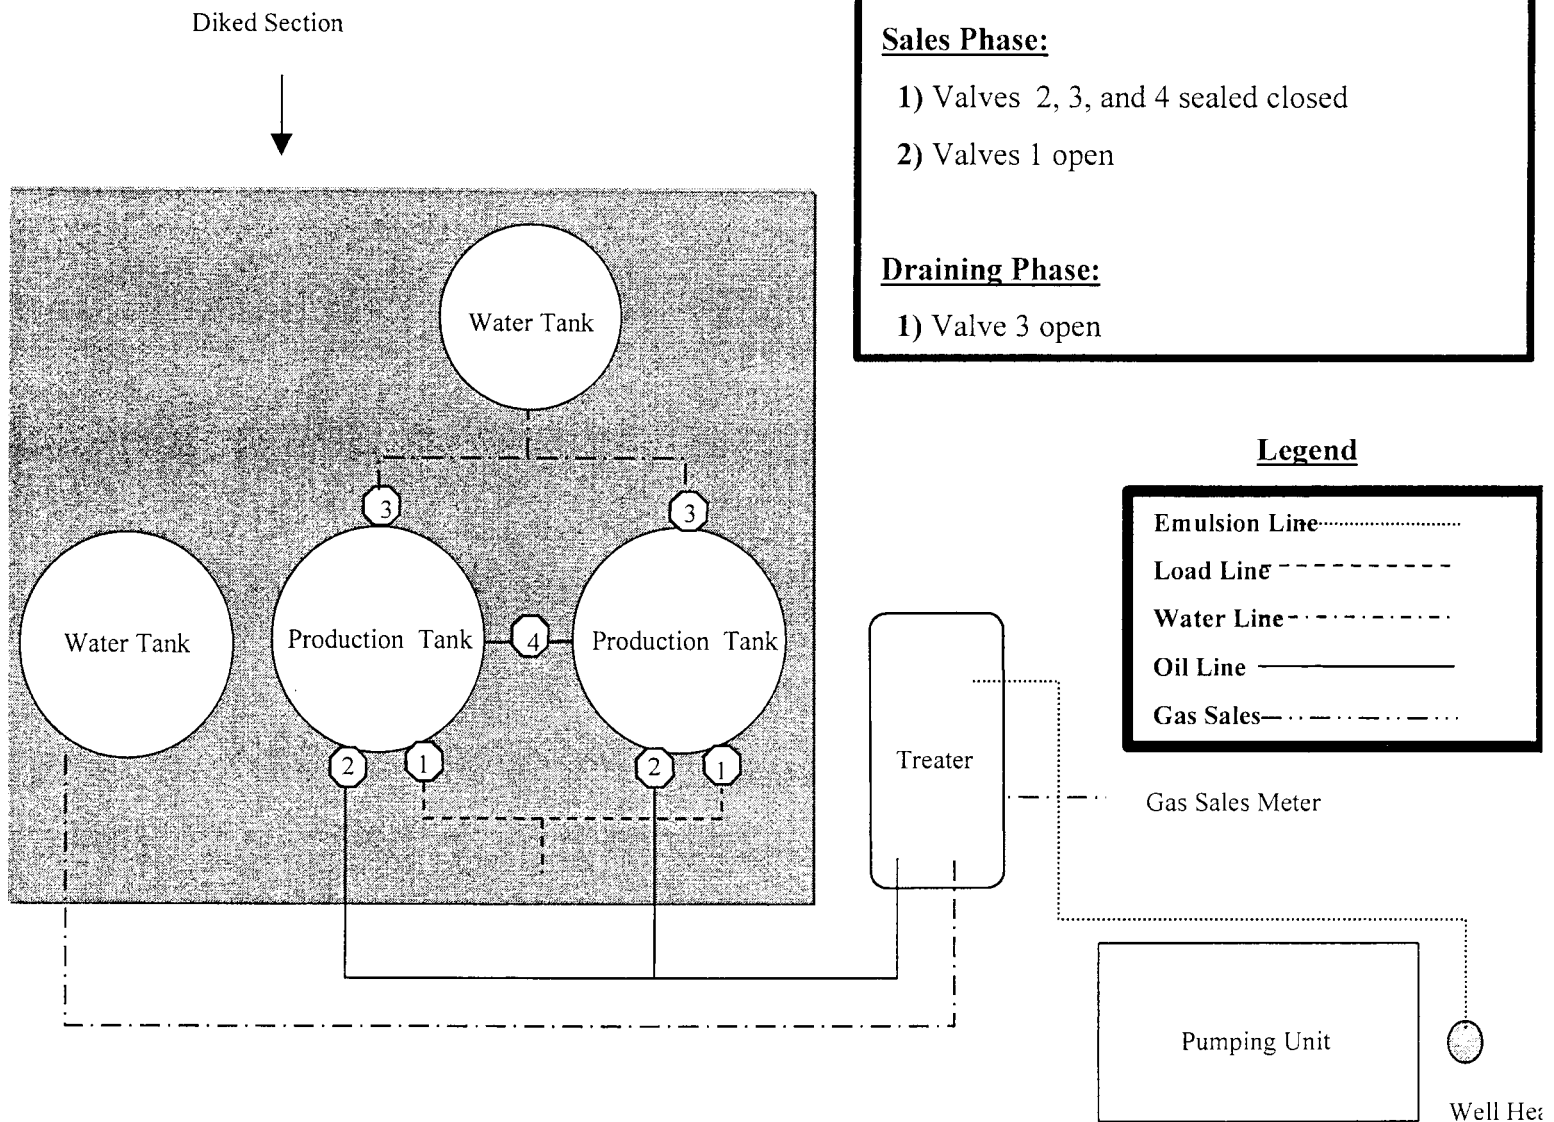 Diked Section
Sales Phase:
1) Valves 2, 3, and 4 sealed closed
2) Valves 1 open
Draining Phase:
1) Valve 3 open
Water Tank
Legend
Emulsion Line
Load Line
Water Line
Oil Line
Gas Sales
3
3
Water Tank
Production Tank
4
Production Tank
2
1
2
1
Treater
Gas Sales Meter
Pumping Unit
Well Hea